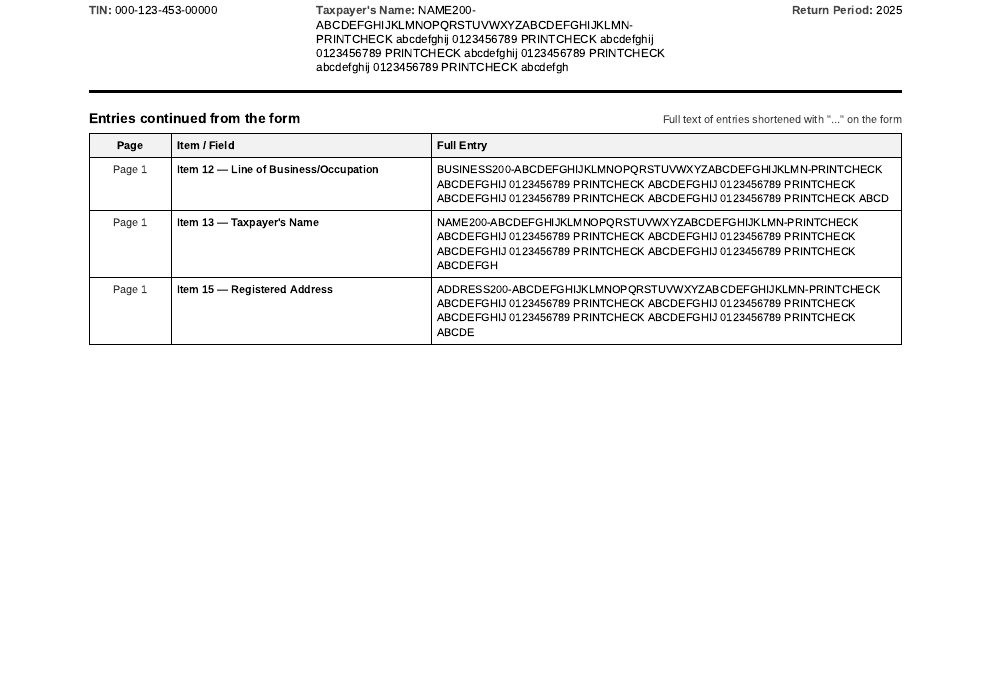 TIN: 000-123-453-00000
Taxpayer's Name: NAME200-
ABCDEFGHIJKLMNOPQRSTUVWXYZABCDEFGHIJKLMN-
PRINTCHECK abcdefghij 0123456789 PRINTCHECK abcdefghij
0123456789 PRINTCHECK abcdefghij 0123456789 PRINTCHECK
abcdefghij 0123456789 PRINTCHECK abcdefgh
Return Period: 2025
Entries continued from the form
Full text of entries shortened with "..." on the form
Page Item / Field Full Entry
Page 1 Item 12 — Line of Business/Occupation BUSINESS200-ABCDEFGHIJKLMNOPQRSTUVWXYZABCDEFGHIJKLMN-PRINTCHECK
ABCDEFGHIJ 0123456789 PRINTCHECK ABCDEFGHIJ 0123456789 PRINTCHECK
ABCDEFGHIJ 0123456789 PRINTCHECK ABCDEFGHIJ 0123456789 PRINTCHECK ABCD
Page 1 Item 13 — Taxpayer's Name NAME200-ABCDEFGHIJKLMNOPQRSTUVWXYZABCDEFGHIJKLMN-PRINTCHECK
ABCDEFGHIJ 0123456789 PRINTCHECK ABCDEFGHIJ 0123456789 PRINTCHECK
ABCDEFGHIJ 0123456789 PRINTCHECK ABCDEFGHIJ 0123456789 PRINTCHECK
ABCDEFGH
Page 1 Item 15 — Registered Address ADDRESS200-ABCDEFGHIJKLMNOPQRSTUVWXYZABCDEFGHIJKLMN-PRINTCHECK
ABCDEFGHIJ 0123456789 PRINTCHECK ABCDEFGHIJ 0123456789 PRINTCHECK
ABCDEFGHIJ 0123456789 PRINTCHECK ABCDEFGHIJ 0123456789 PRINTCHECK
ABCDE